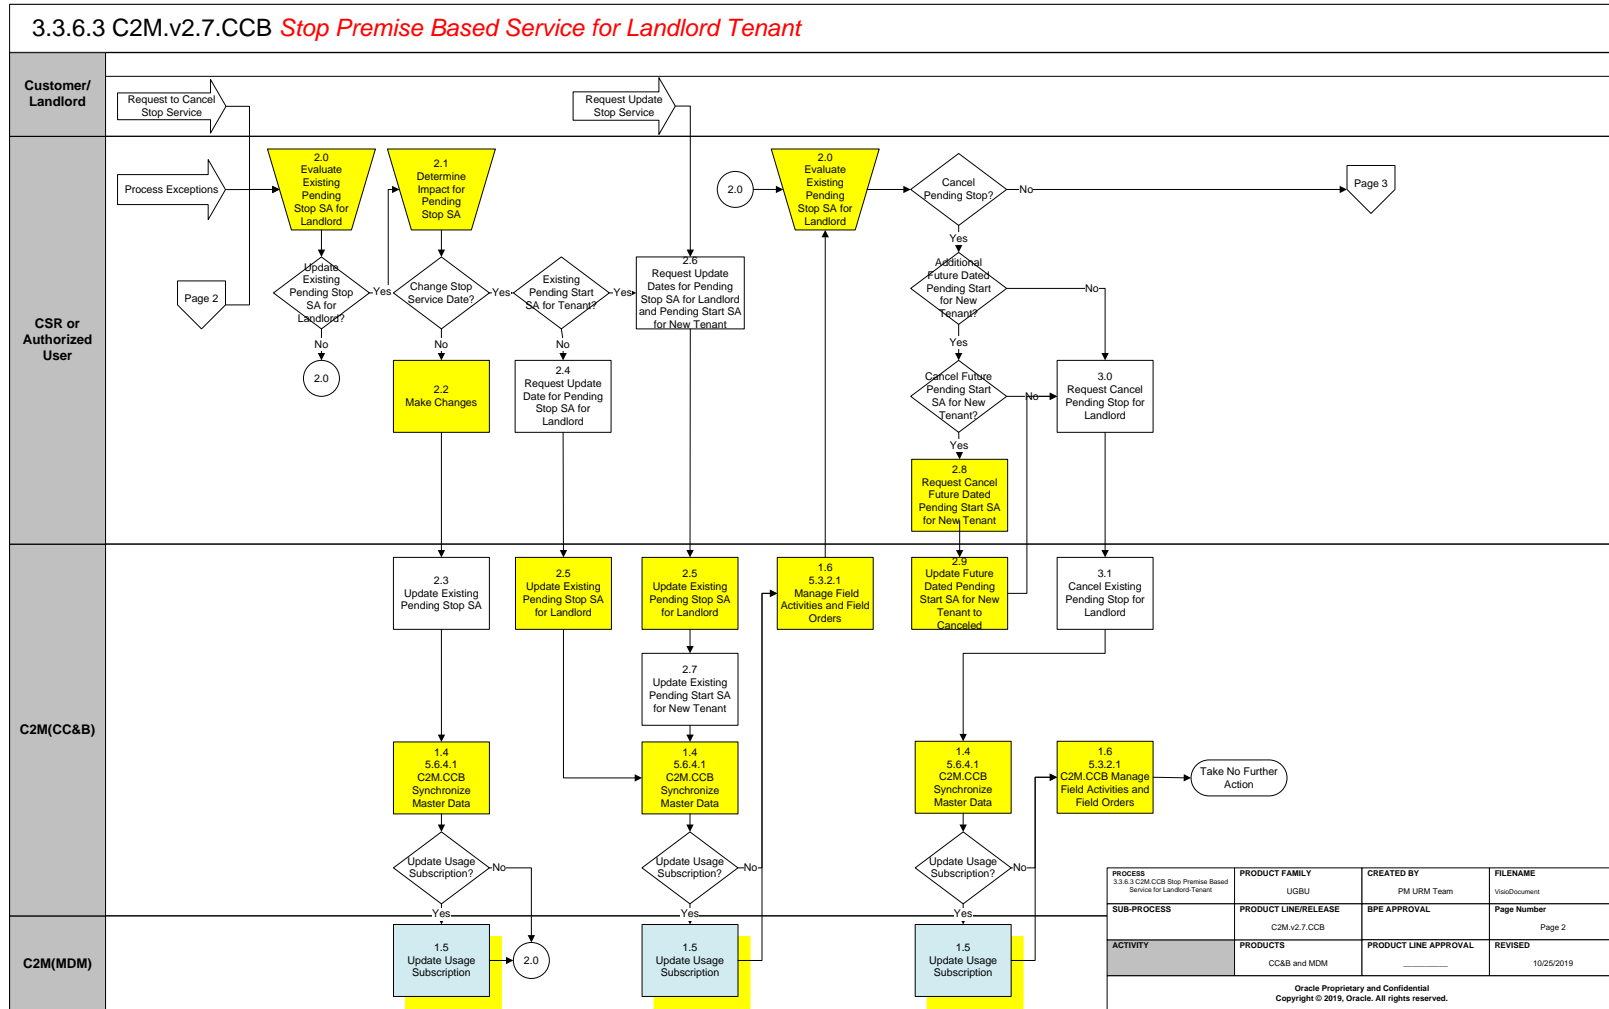 3.3.6.3 C2M.v2.7.CCB Stop Premise Based Service for Landlord Tenant
Customer/
Landlord
Request to Cancel
Stop Service
Request Update
Stop Service
CSR or
Authorized
User
Process Exceptions
Page 2
2.0
Evaluate
Existing
Pending
Stop SA for
Landlord
Update
Existing
Pending Stop
SA for
Landlord?
Yes
No
2.0
2.1
Determine
Impact for
Pending
Stop SA
Change Stop
Service Date?
Yes
No
2.2
Make Changes
Existing
Pending Start
SA for Tenant?
Yes
No
2.4
Request Update
Date for Pending
Stop SA for
Landlord
2.6
Request Update
Dates for Pending
Stop SA for Landlord
and Pending Start SA
for New Tenant
2.0
2.0
Evaluate
Existing
Pending
Stop SA for
Landlord
Cancel
Pending Stop?
No
Page 3
Yes
Additional
Future Dated
Pending Start
for New
Tenant?
No
Yes
Cancel Future
Pending Start
SA for New
Tenant?
No
Yes
2.8
Request Cancel
Future Dated
Pending Start SA
for New Tenant
3.0
Request Cancel
Pending Stop for
Landlord
C2M(CC&B)
2.3
Update Existing
Pending Stop SA
2.5
Update Existing
Pending Stop SA
for Landlord
2.5
Update Existing
Pending Stop SA
for Landlord
1.6
5.3.2.1
Manage Field
Activities and Field
Orders
2.9
Update Future
Dated Pending
Start SA for New
Tenant to
Canceled
3.1
Cancel Existing
Pending Stop for
Landlord
2.7
Update Existing
Pending Start SA
for New Tenant
1.4
5.6.4.1
C2M.CCB
Synchronize
Master Data
1.4
5.6.4.1
C2M.CCB
Synchronize
Master Data
1.4
5.6.4.1
C2M.CCB
Synchronize
Master Data
1.6
5.3.2.1
C2M.CCB Manage
Field Activities and
Field Orders
Take No Further
Action
Update Usage
Subscription?
No
Yes
Update Usage
Subscription?
No
Yes
Update Usage
Subscription?
No
Yes
C2M(MDM)
1.5
Update Usage
Subscription
2.0
1.5
Update Usage
Subscription
1.5
Update Usage
Subscription
PROCESS
3.3.6.3 C2M.CCB Stop Premise Based
Service for Landlord-Tenant
PRODUCT FAMILY
UGBU
CREATED BY
PM URM Team
FILENAME
VisioDocument
SUB-PROCESS
PRODUCT LINE/RELEASE
C2M.v2.7.CCB
BPE APPROVAL
Page Number
Page 2
ACTIVITY
PRODUCTS
CC&B and MDM
PRODUCT LINE APPROVAL
REVISED
10/25/2019
Oracle Proprietary and Confidential
Copyright © 2019, Oracle. All rights reserved.